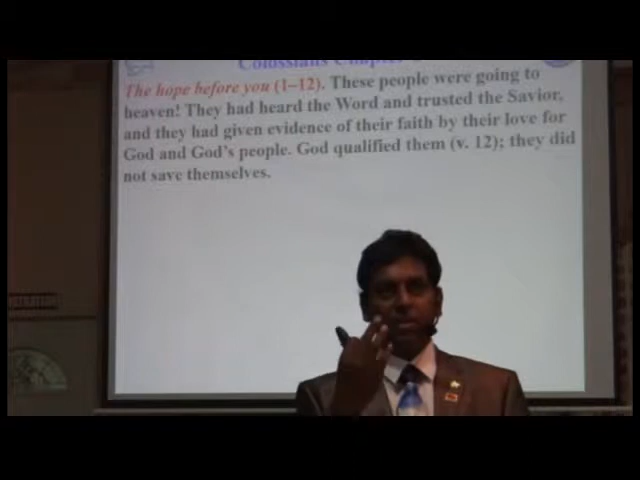 Colossians Chapter
The hope before you (1–12). These people were going to
heaven! They had heard the Word and trusted the Savior,
and they had given evidence of their faith by their love for
God and God's people. God qualified them (v. 12); they did
not save themselves.